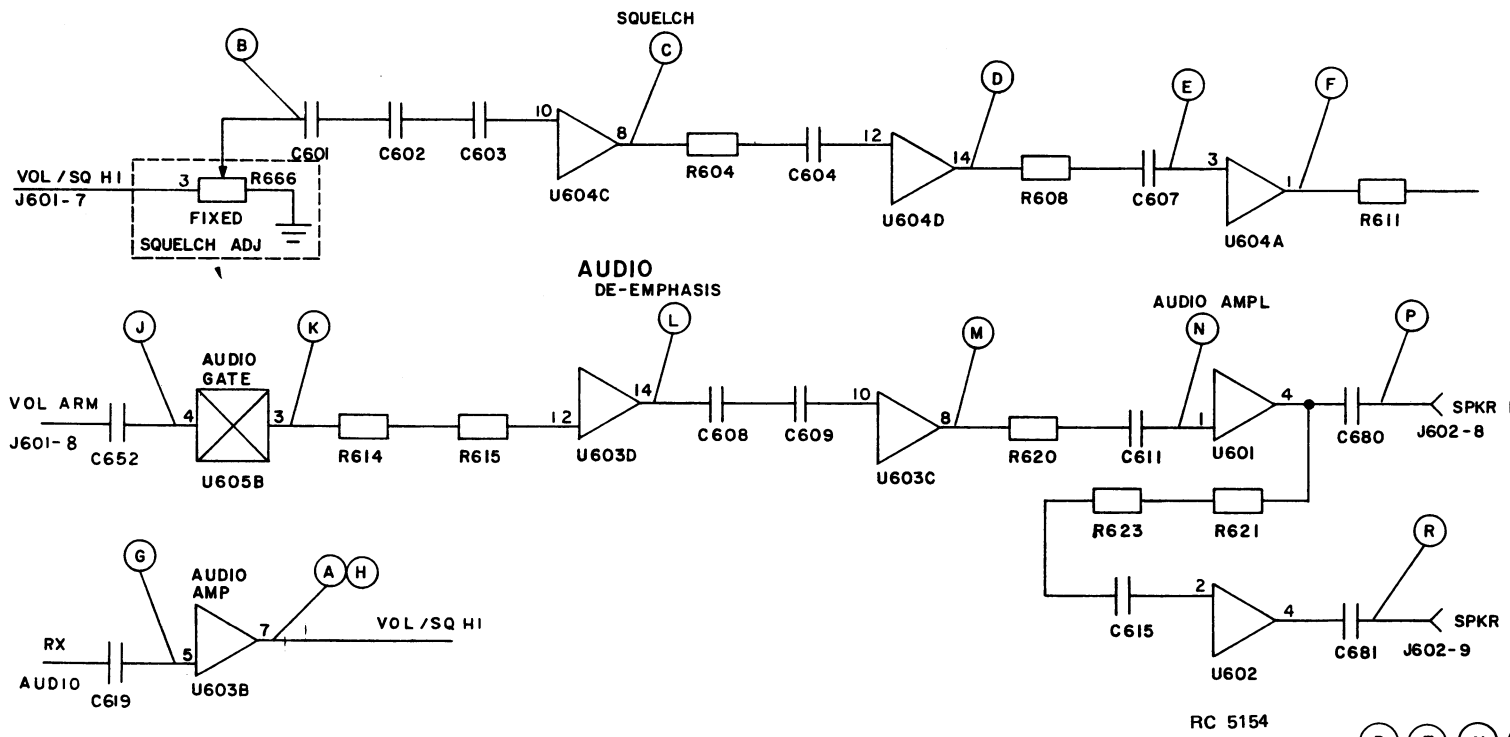 SQUELCH
B
C
D
E
F
10
8
12
14
3
1
C601
C602
C603
U604C
R604
C604
U604D
R608
C607
U604A
R611
VOL/SQ HI
J601-7
3
R666
FIXED
SQUELCH ADJ
AUDIO
DE-EMPHASIS
AUDIO AMPL
J
K
L
M
N
P
AUDIO
GATE
VOL ARM
J601-8
C652
4
3
U605B
R614
R615
12
14
U603D
C608
C609
10
8
U603C
R620
C611
1
4
U601
C680
SPKR
J602-8
R623
R621
G
A
H
R
AUDIO
AMP
RX
AUDIO
C619
5
7
U603B
VOL/SQ HI
C615
2
4
U602
C681
SPKR
J602-9
RC 5154